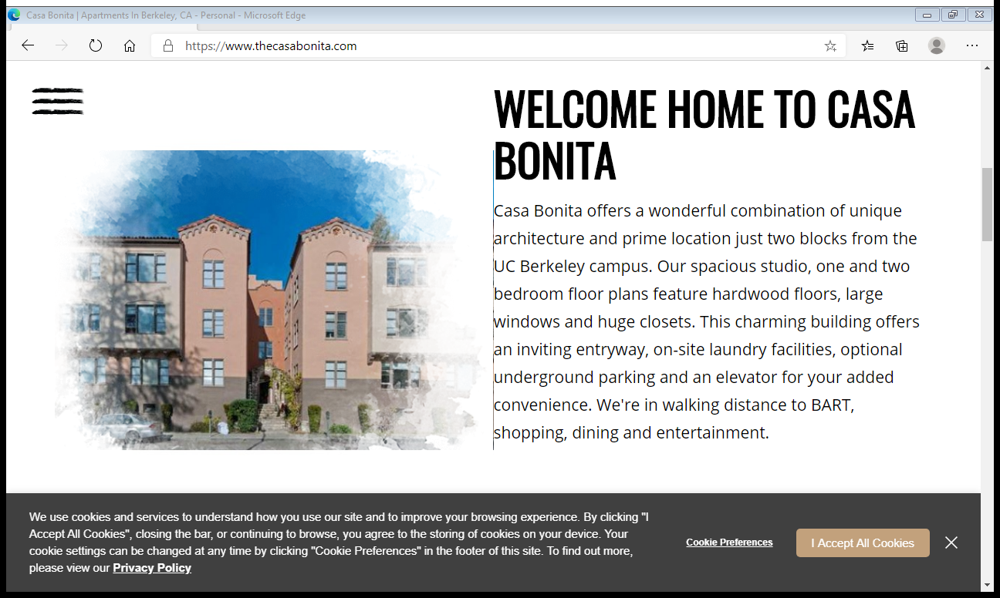 Casa Bonita | Apartments In Berkeley, CA - Personal - Microsoft Edge
https://www.thecasabonita.com
WELCOME HOME TO CASA
BONITA
Casa Bonita offers a wonderful combination of unique
architecture and prime location just two blocks from the
UC Berkeley campus. Our spacious studio, one and two
bedroom floor plans feature hardwood floors, large
windows and huge closets. This charming building offers
an inviting entryway, on-site laundry facilities, optional
underground parking and an elevator for your added
convenience. We're in walking distance to BART,
shopping, dining and entertainment.
We use cookies and services to understand how you use our site and to improve your browsing experience. By clicking "I
Accept All Cookies", closing the bar, or continuing to browse, you agree to the storing of cookies on your device. Your
cookie settings can be changed at any time by clicking "Cookie Preferences" in the footer of this site. To find out more,
please view our Privacy Policy
Cookie Preferences
I Accept All Cookies